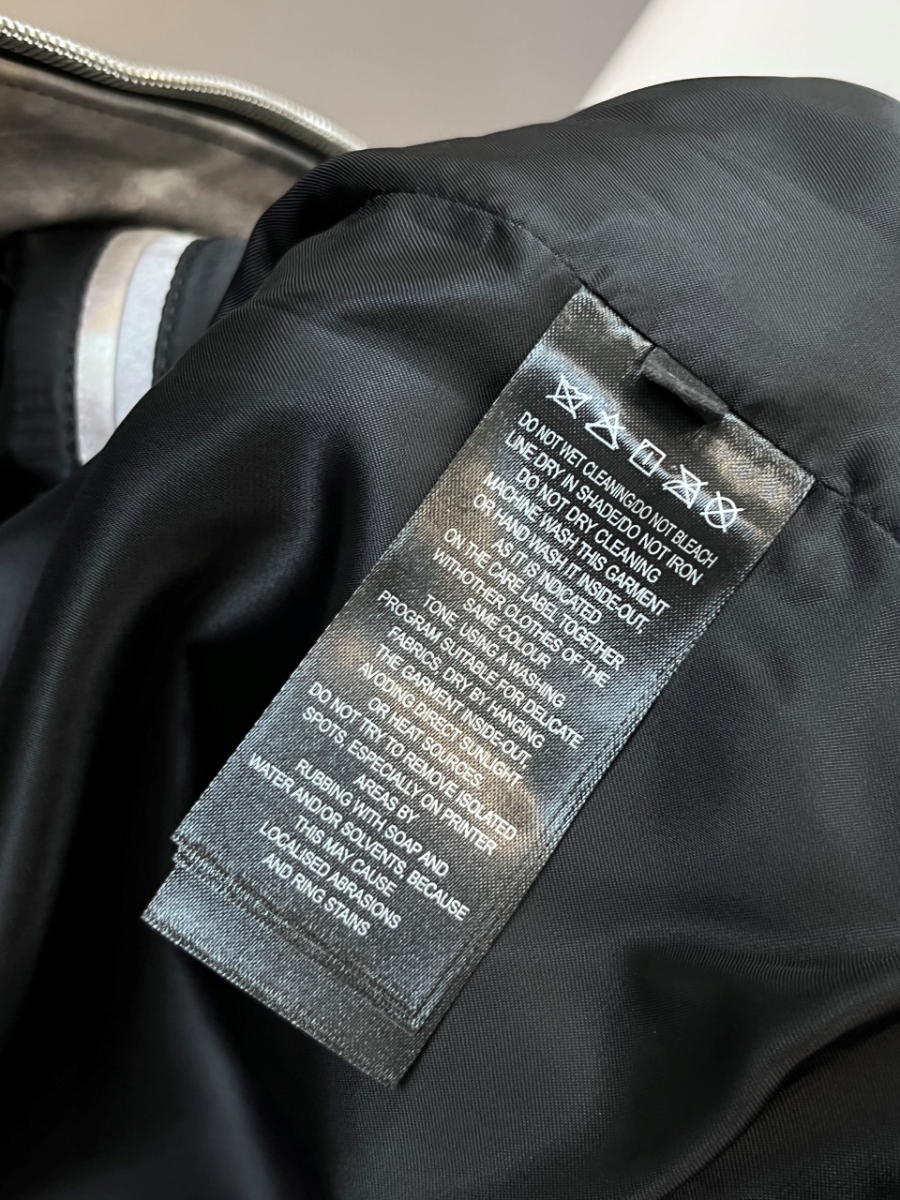 DO NOT WET CLEANING/DO NOT BLEACH
LINE DRY IN SHADE/DO NOT IRON
DO NOT DRY CLEANING
MACHINE WASH THIS GARMENT
OR HAND WASH IT INSIDE-OUT,
AS IT IS INDICATED
ON THE CARE LABEL TOGETHER
WITHOTHER CLOTHES OF THE
SAME COLOUR
TONE, USING A WASHING
PROGRAM SUITABLE FOR DELICATE
FABRICS, DRY BY HANGING
THE GARMENT INSIDE-OUT,
AVODING DIRECT SUNLIGHT
OR HEAT SOURCES,
DO NOT TRY TO REMOVE ISOLATED
SPOTS, ESPECIALLY ON PRINTER
AREAS BY
RUBBING WITH SOAP AND
WATER AND/OR SOLVENTS, BECAUSE
THIS MAY CAUSE
LOCALISED ABRASIONS
AND RING STAINS